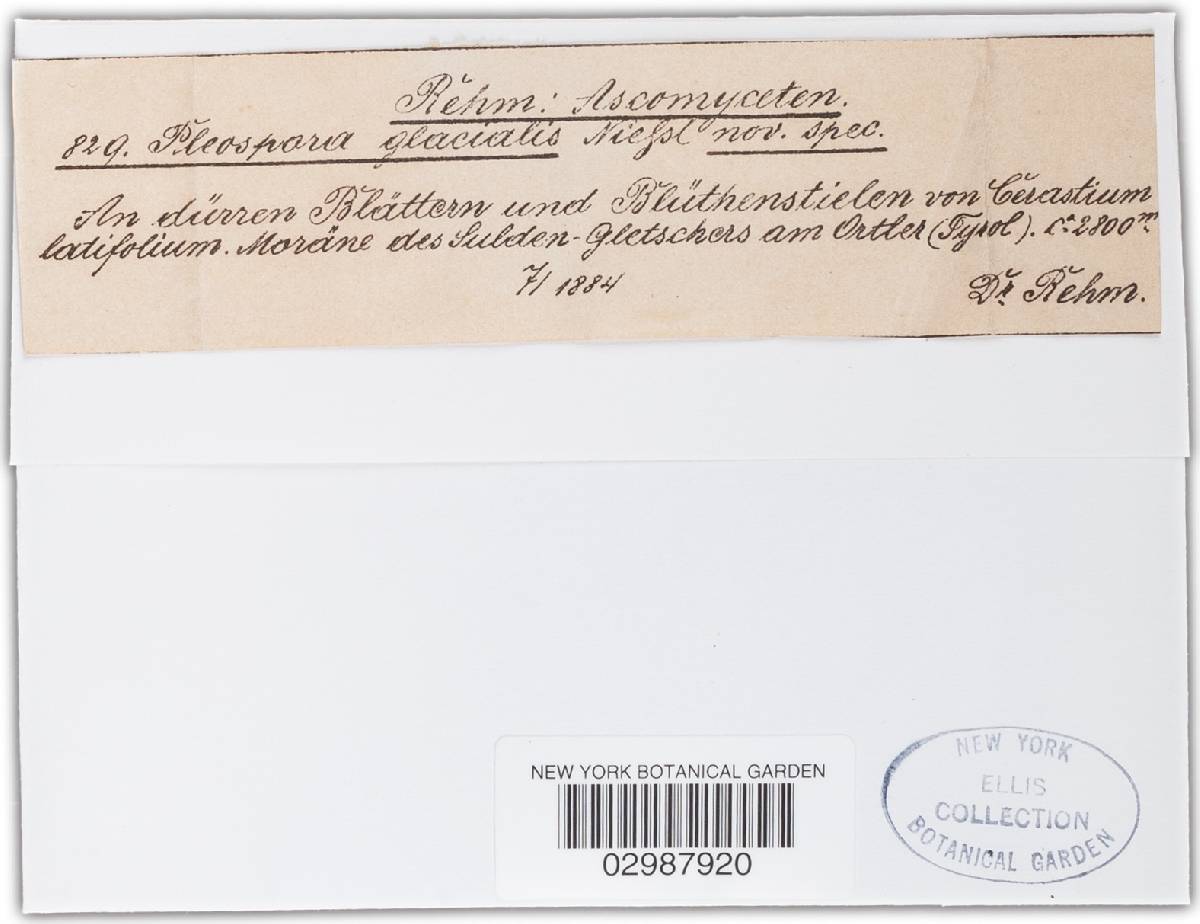 Rehm: Ascomyceten.
829. Pleospora glacialis Nießl nov. spec.
An dürren Blättern und Blüthenstielen von Cerastium
latifolium. Moräne des Sulden-Gletschers am Ortler (Tyrol). ca 2800 m.
7/ 1884
Dr. Rehm.
NEW YORK BOTANICAL GARDEN
02987920
NEW YORK
ELLIS
COLLECTION
BOTANICAL GARDEN